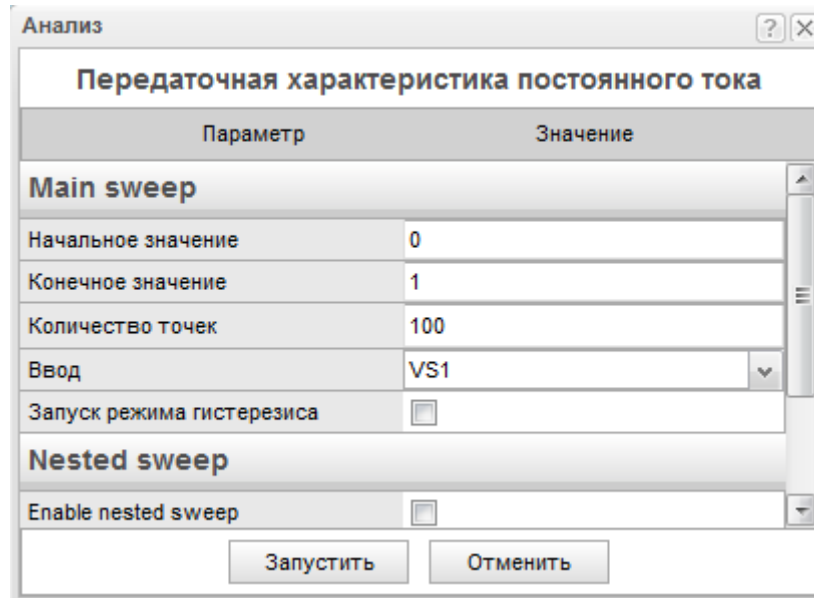 Анализ
Передаточная характеристика постоянного тока
Параметр Значение
Main sweep
Начальное значение 0
Конечное значение 1
Количество точек 100
Ввод VS1
Запуск режима гистерезиса
Nested sweep
Enable nested sweep
Запустить Отменить